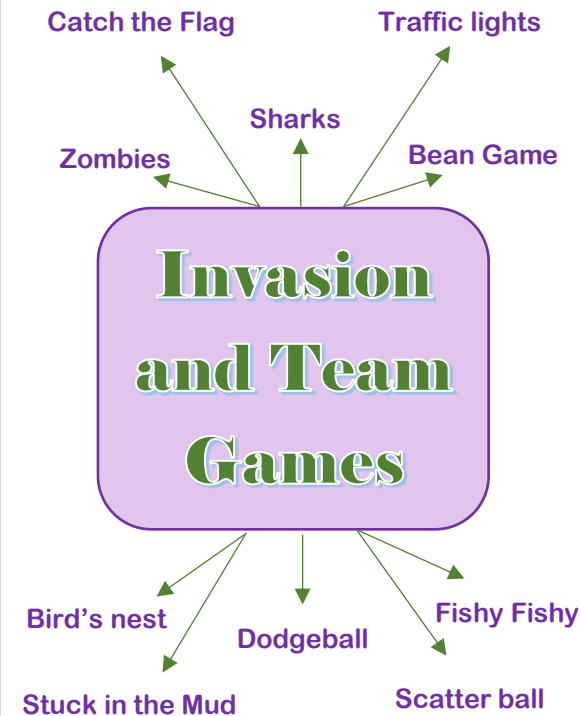 Catch the Flag
Traffic lights
Sharks
Zombies
Bean Game
Invasion
and Team
Games
Bird's nest
Fishy Fishy
Dodgeball
Stuck in the Mud
Scatter ball